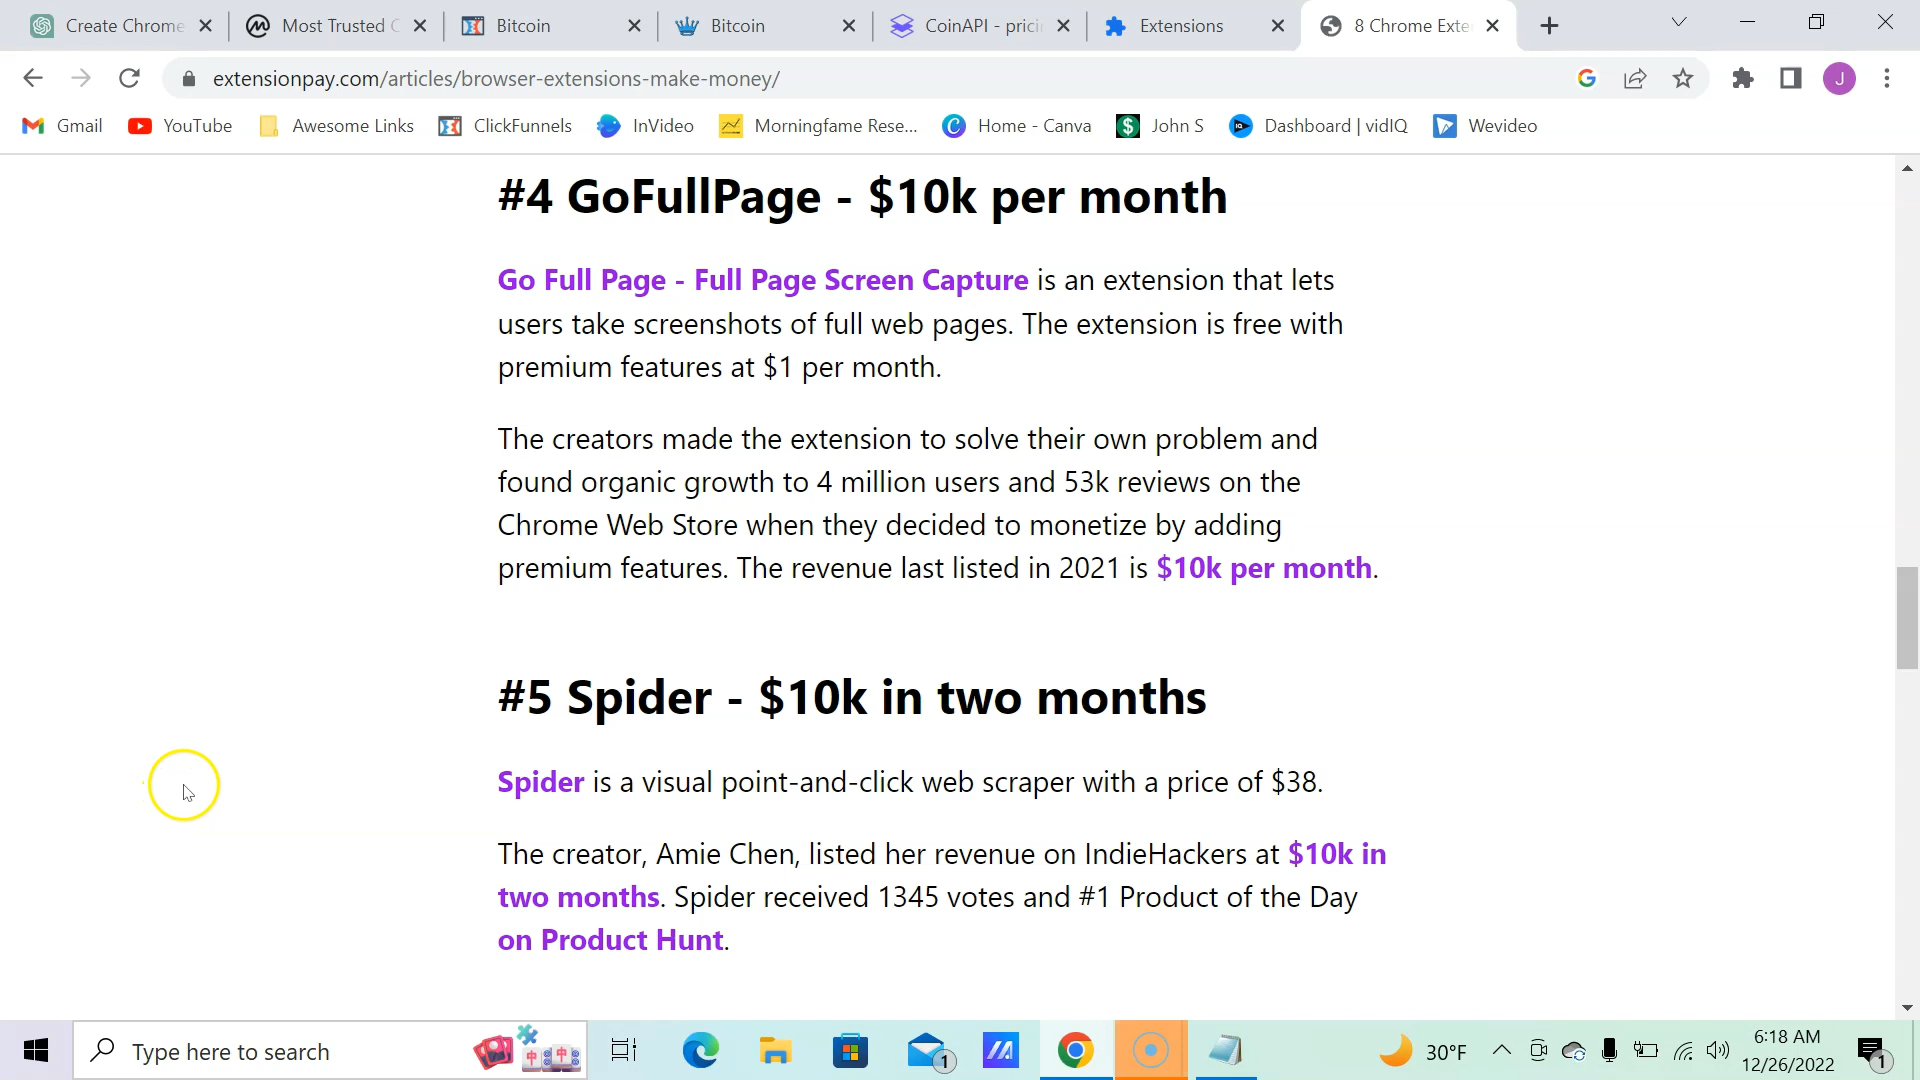 Create Chrome
Most Trusted C
Bitcoin
Bitcoin
CoinAPI - prici
Extensions
8 Chrome Exte
extensionpay.com/articles/browser-extensions-make-money/
J
Gmail
YouTube
Awesome Links
ClickFunnels
InVideo
Morningfame Rese...
Home - Canva
John S
Dashboard | vidIQ
Wevideo
#4 GoFullPage - $10k per month
Go Full Page - Full Page Screen Capture is an extension that lets
users take screenshots of full web pages. The extension is free with
premium features at $1 per month.
The creators made the extension to solve their own problem and
found organic growth to 4 million users and 53k reviews on the
Chrome Web Store when they decided to monetize by adding
premium features. The revenue last listed in 2021 is $10k per month.
#5 Spider - $10k in two months
Spider is a visual point-and-click web scraper with a price of $38.
The creator, Amie Chen, listed her revenue on IndieHackers at $10k in
two months. Spider received 1345 votes and #1 Product of the Day
on Product Hunt.
Type here to search
1
30°F
6:18 AM
12/26/2022
1